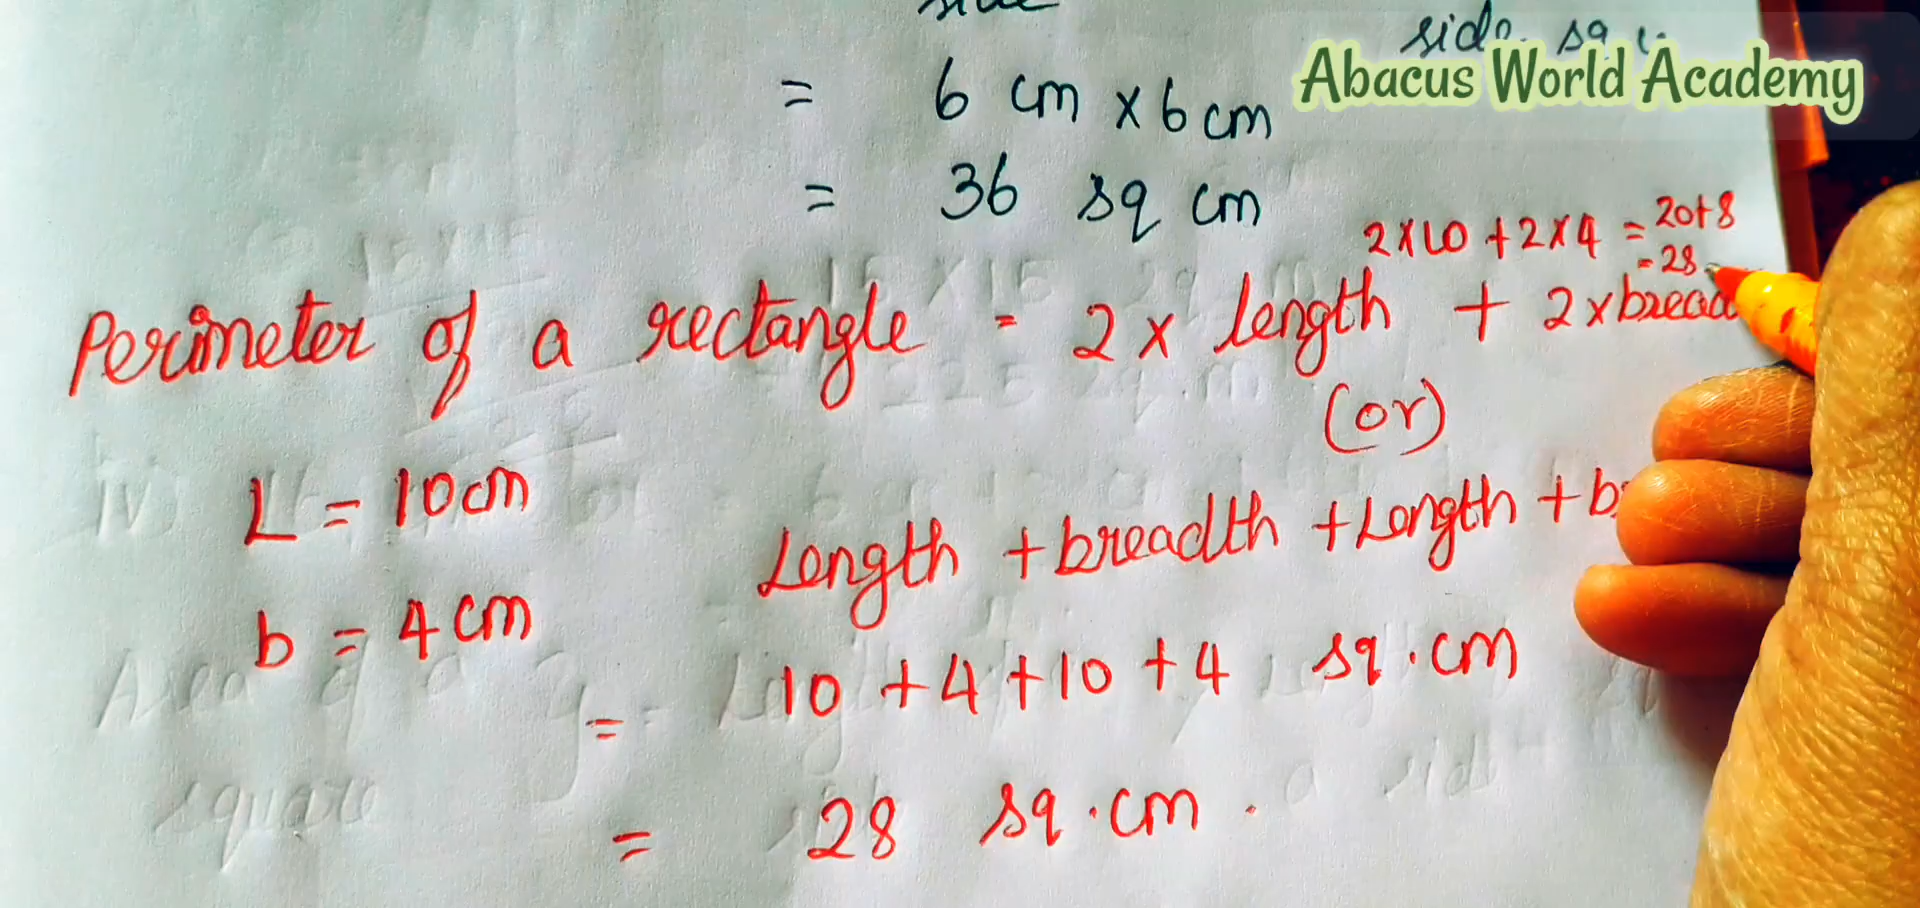 side sq
Abacus World Academy
= 6 cm x 6 cm
= 36 sq cm
2x10 + 2x4 = 20+8
= 28
Perimeter of a rectangle = 2 x length + 2 x bread
(or)
L = 10cm
Length + breadth + Length + b
b = 4 cm
= 10 + 4 + 10 + 4 sq.cm
= 28 sq.cm.